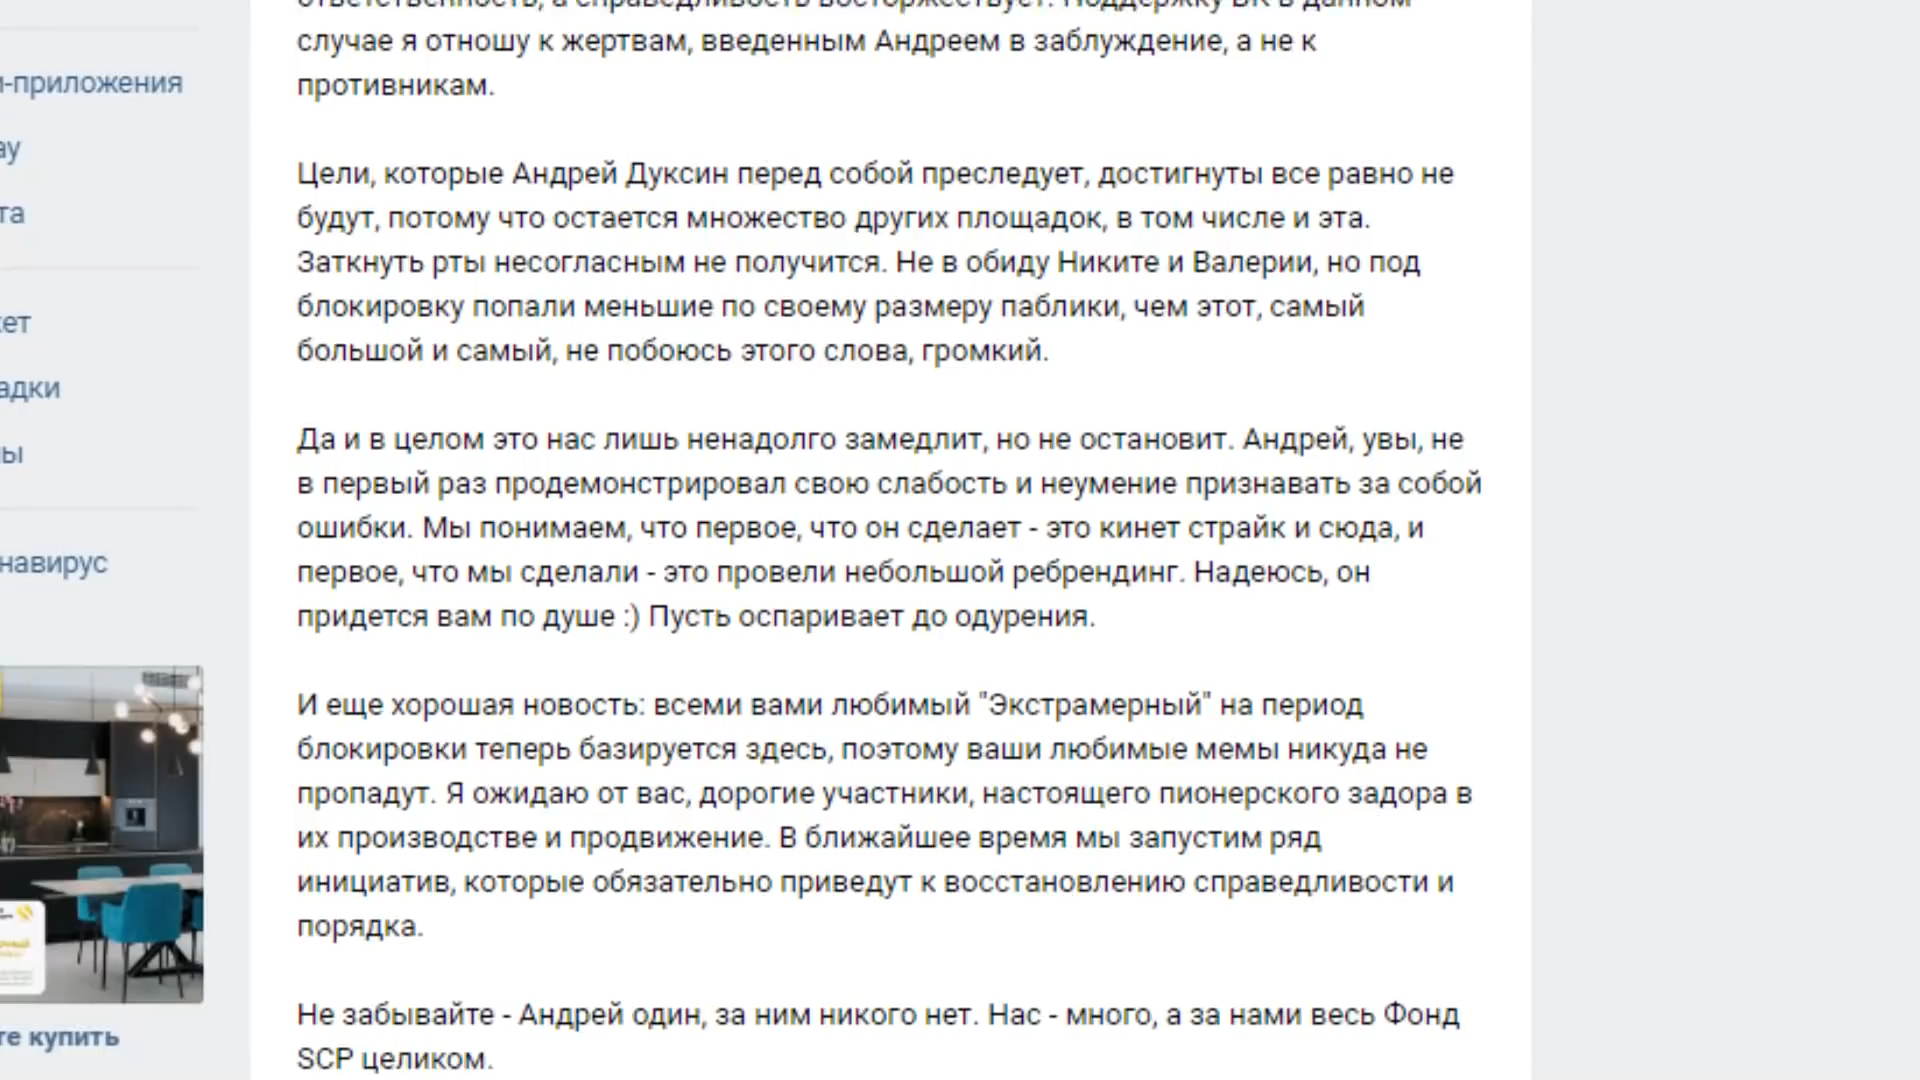 ответственность, а справедливость восторжествует. Поддержку ВК в данном
случае я отношу к жертвам, введенным Андреем в заблуждение, а не к
противникам.
Цели, которые Андрей Дуксин перед собой преследует, достигнуты все равно не
будут, потому что остается множество других площадок, в том числе и эта.
Заткнуть рты несогласным не получится. Не в обиду Никите и Валерии, но под
блокировку попали меньшие по своему размеру паблики, чем этот, самый
большой и самый, не побоюсь этого слова, громкий.
Да и в целом это нас лишь ненадолго замедлит, но не остановит. Андрей, увы, не
в первый раз продемонстрировал свою слабость и неумение признавать за собой
ошибки. Мы понимаем, что первое, что он сделает - это кинет страйк и сюда, и
первое, что мы сделали - это провели небольшой ребрендинг. Надеюсь, он
придется вам по душе :) Пусть оспаривает до одурения.
И еще хорошая новость: всеми вами любимый "Экстрамерный" на период
блокировки теперь базируется здесь, поэтому ваши любимые мемы никуда не
пропадут. Я ожидаю от вас, дорогие участники, настоящего пионерского задора в
их производстве и продвижение. В ближайшее время мы запустим ряд
инициатив, которые обязательно приведут к восстановлению справедливости и
порядка.
Не забывайте - Андрей один, за ним никого нет. Нас - много, а за нами весь Фонд
SCP целиком.
и-приложения
ay
та
кет
адки
ы
навирус
те купить